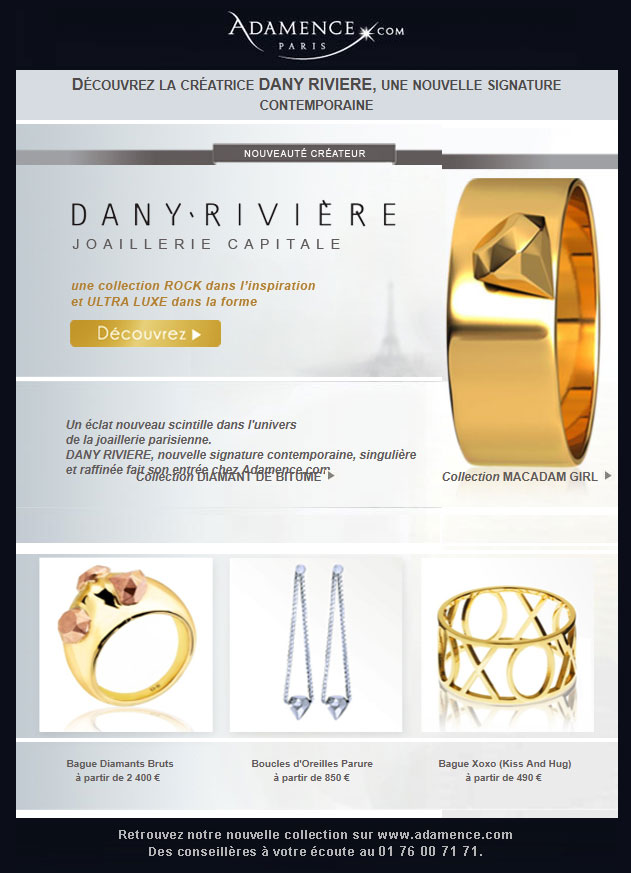 ADAMENCE.COM
PARIS
DÉCOUVREZ LA CRÉATRICE DANY RIVIERE, UNE NOUVELLE SIGNATURE
CONTEMPORAINE
NOUVEAUTÉ CRÉATEUR
DANY·RIVIÈRE
JOAILLERIE CAPITALE
une collection ROCK dans l'inspiration
et ULTRA LUXE dans la forme
Découvrez
Un éclat nouveau scintille dans l'univers
de la joaillerie parisienne.
DANY RIVIERE, nouvelle signature contemporaine, singulière
et raffinée fait son entrée chez Adamence.com
Collection DIAMANT DE BITUME
Collection MACADAM GIRL
Bague Diamants Bruts
à partir de 2 400 €
Boucles d'Oreilles Parure
à partir de 850 €
Bague Xoxo (Kiss And Hug)
à partir de 490 €
Retrouvez notre nouvelle collection sur www.adamence.com
Des conseillères à votre écoute au 01 76 00 71 71.